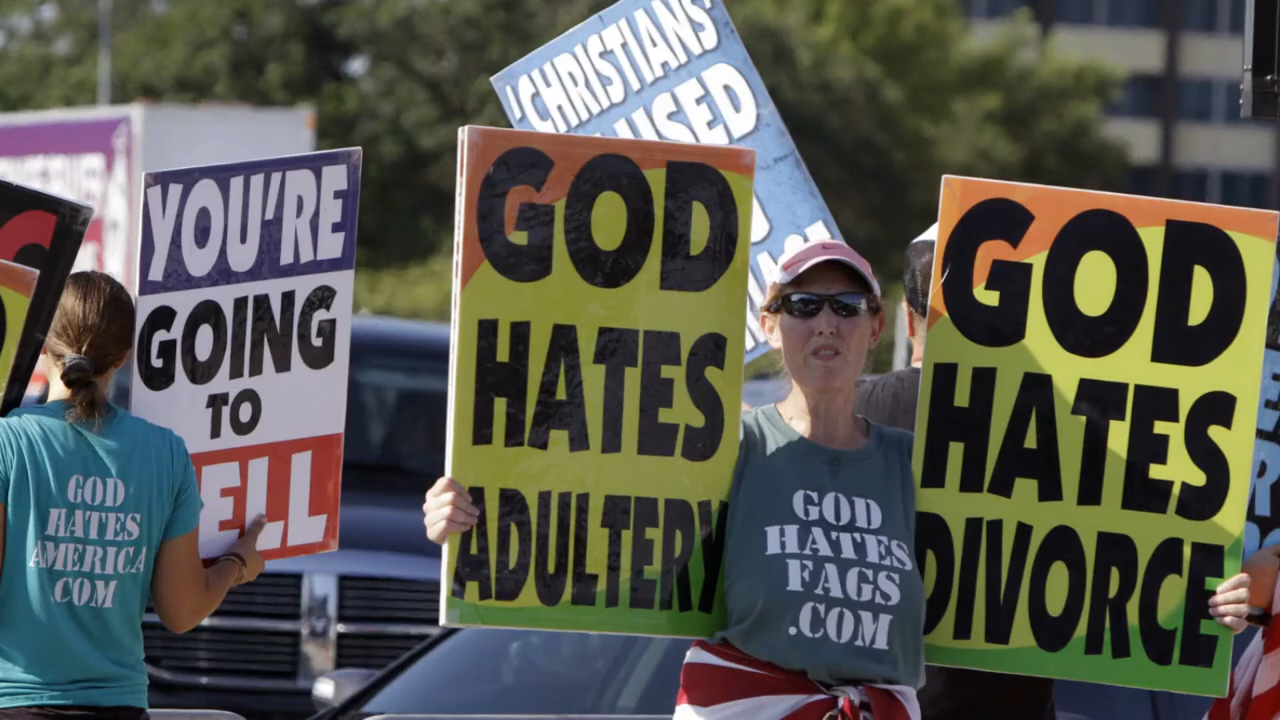 'CHRISTIANS'
YOU'RE
GOING
TO
GOD
HATES
ADULTERY
GOD
HATES
DIVORCE
GOD
HATES
AMERICA
.COM
GOD
HATES
FAGS
.COM